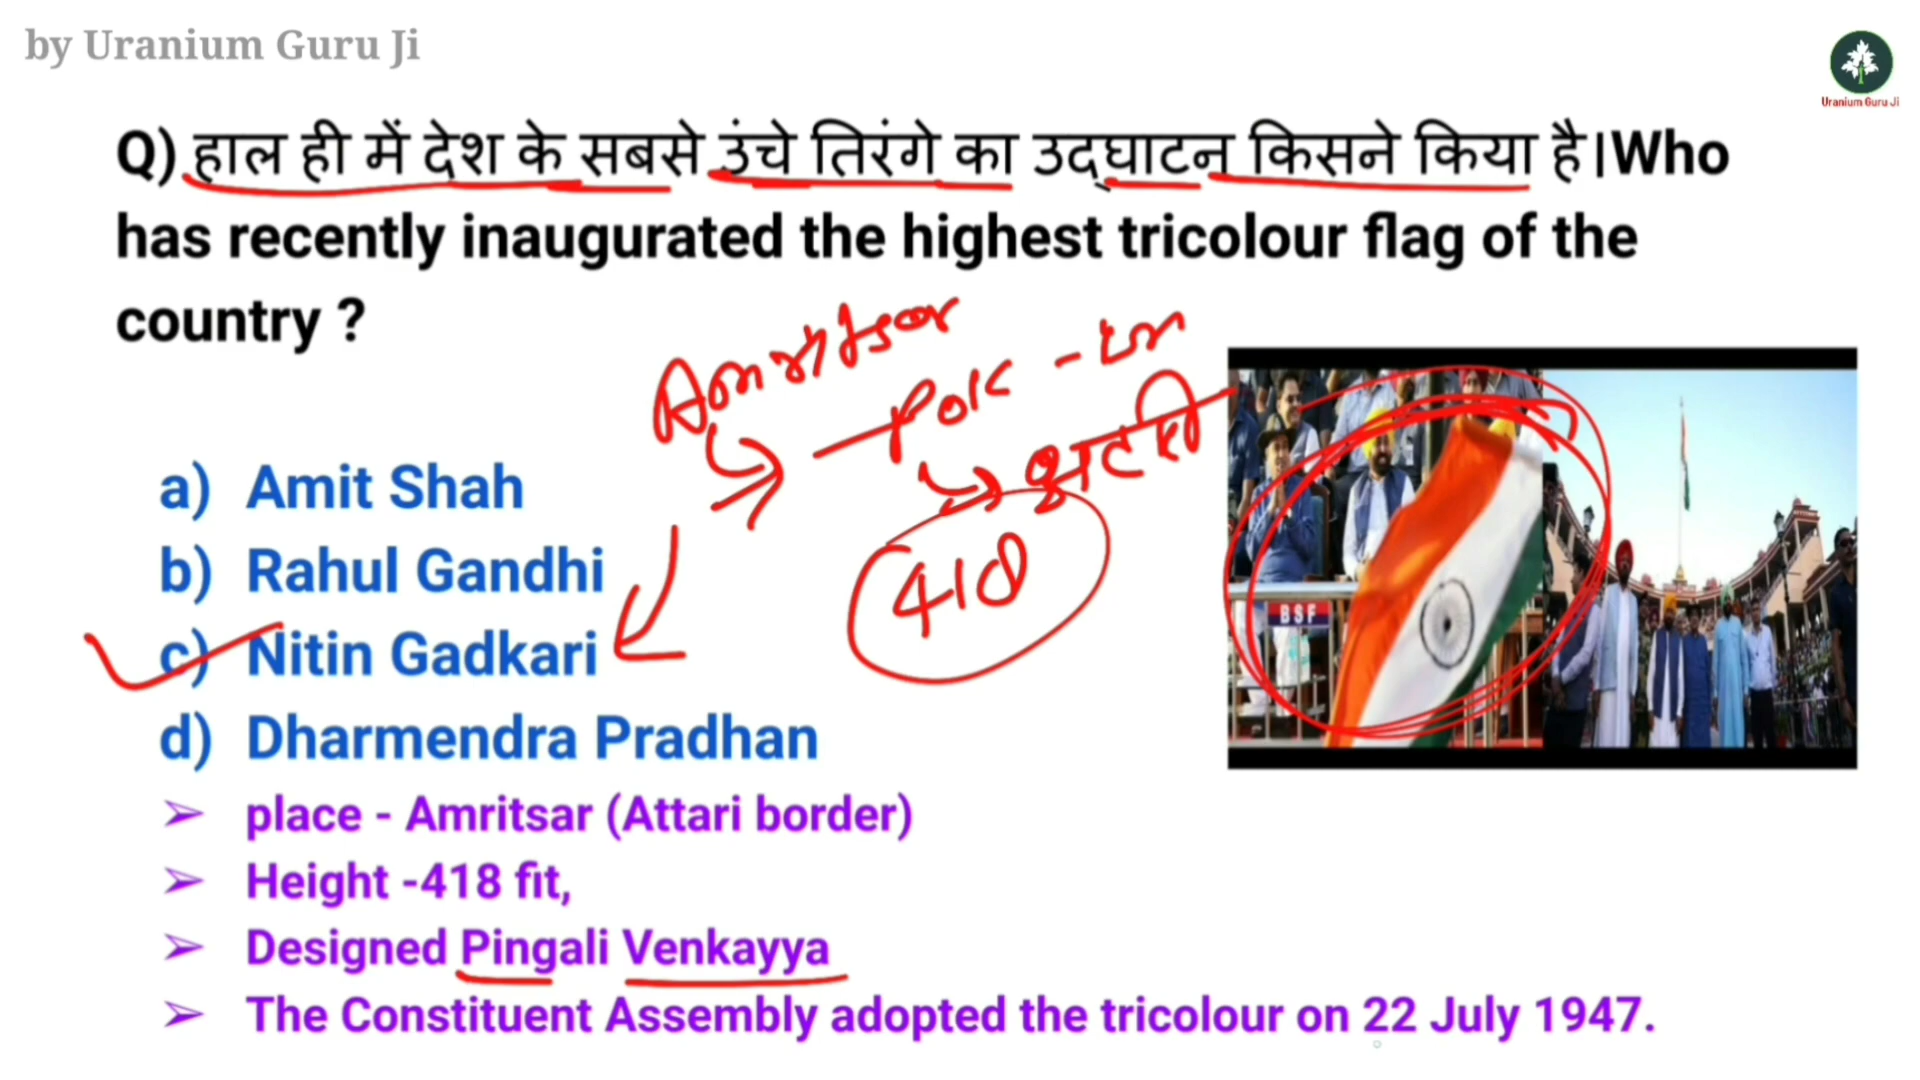 by Uranium Guru Ji
Uranium Guru Ji
Q) हाल ही में देश के सबसे उंचे तिरंगे का उद्घाटन किसने किया है।Who
has recently inaugurated the highest tricolour flag of the
country ?
Amritsar
418
BSF
a) Amit Shah
b) Rahul Gandhi
c) Nitin Gadkari
d) Dharmendra Pradhan
➢ place - Amritsar (Attari border)
➢ Height -418 fit,
➢ Designed Pingali Venkayya
➢ The Constituent Assembly adopted the tricolour on 22 July 1947.